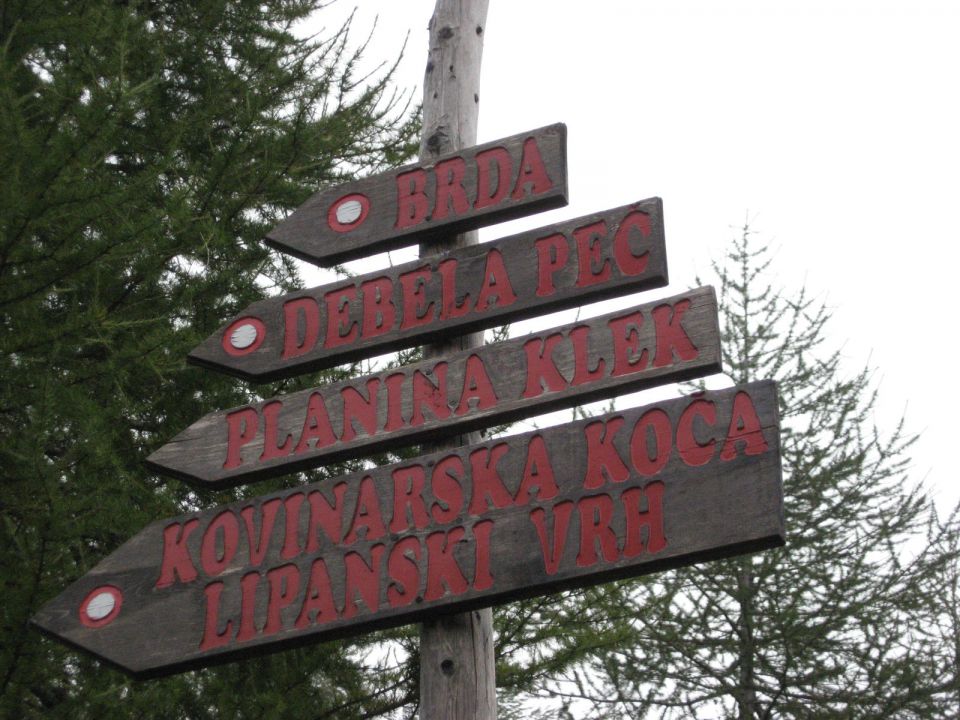 BRDA
DEBELA PEČ
PLANINA KLEK
KOVINARSKA KOČA
LIPANSKI VRH